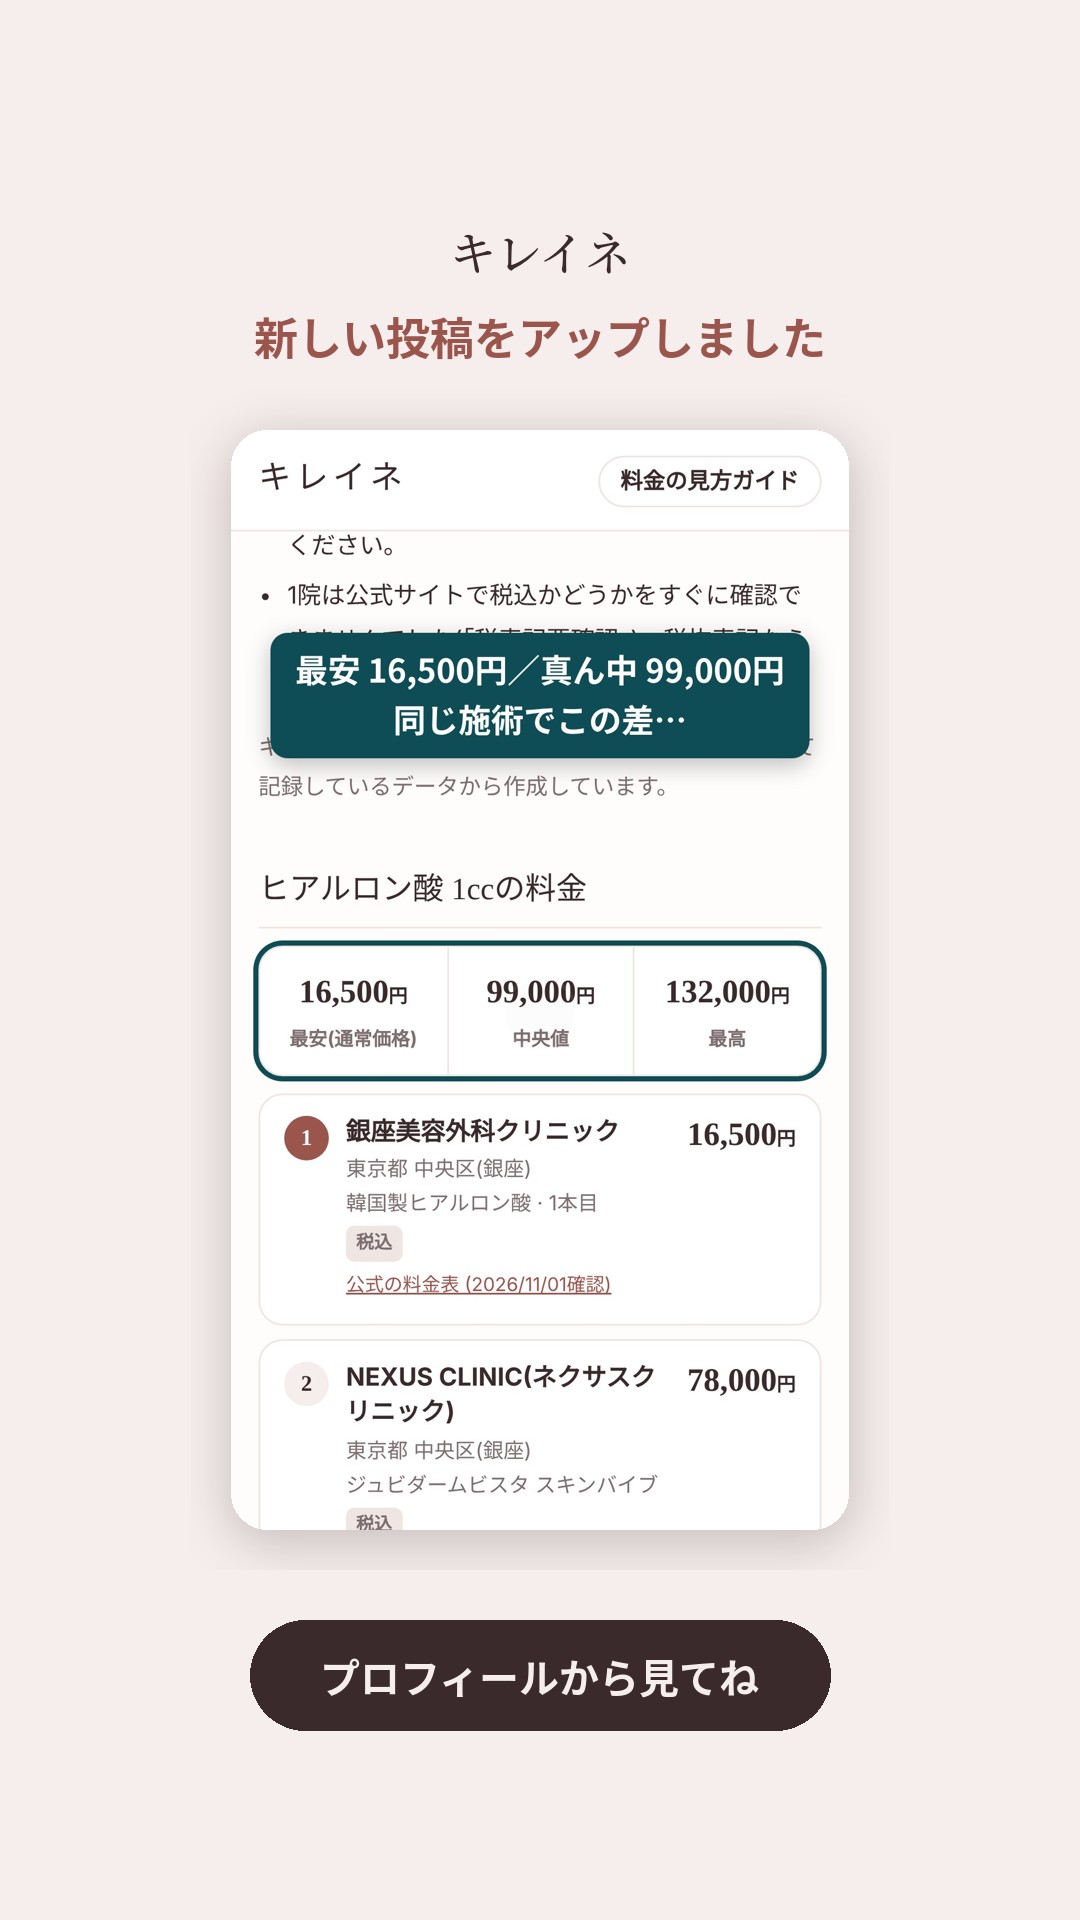 キレイネ
新しい投稿をアップしました
キレイネ
料金の見方ガイド
ください。
• 1院は公式サイトで税込かどうかをすぐに確認で
最安 16,500円／真ん中 99,000円
同じ施術でこの差…
記録しているデータから作成しています。
ヒアルロン酸 1ccの料金
16,500円
最安(通常価格)
99,000円
中央値
132,000円
最高
1
銀座美容外科クリニック
16,500円
東京都 中央区(銀座)
韓国製ヒアルロン酸 · 1本目
税込
公式の料金表 (2026/11/01確認)
2
NEXUS CLINIC(ネクサスク
リニック)
78,000円
東京都 中央区(銀座)
ジュビダームビスタ スキンバイブ
税込
プロフィールから見てね